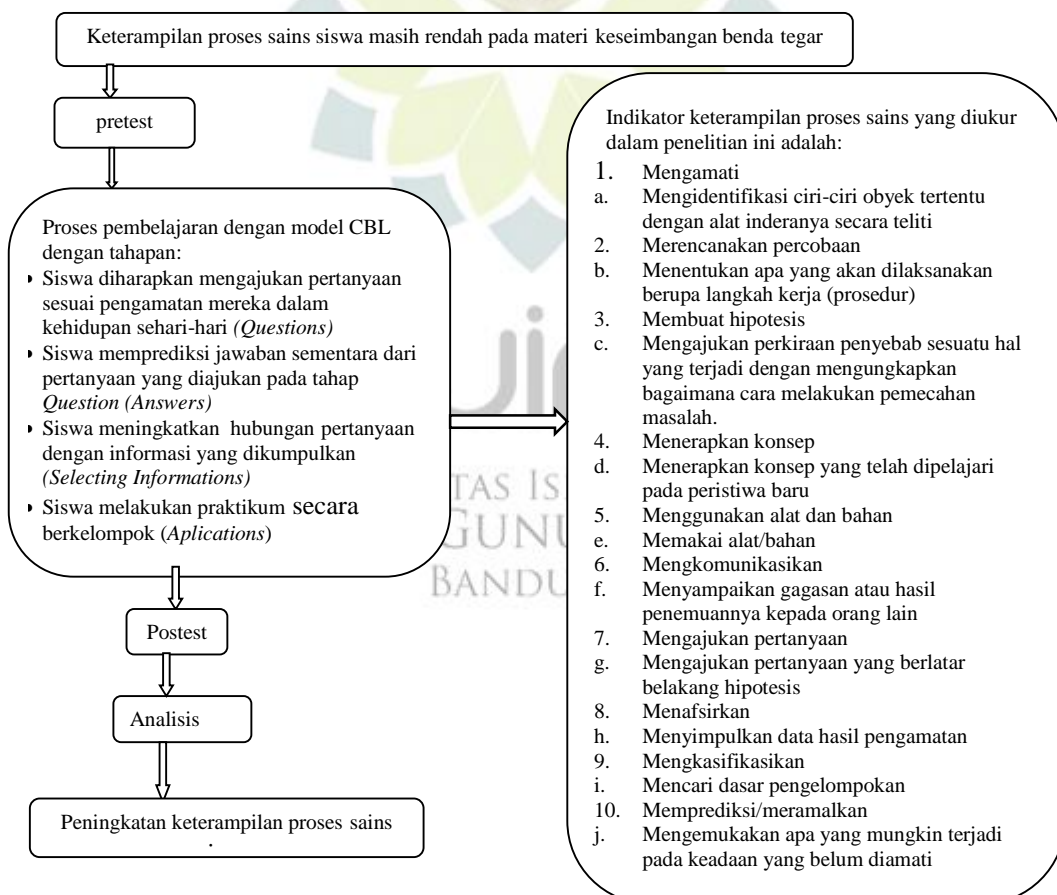 Keterampilan proses sains siswa masih rendah pada materi keseimbangan benda tegar
pretest
Proses pembelajaran dengan model CBL
dengan tahapan:
Siswa diharapkan mengajukan pertanyaan
sesuai pengamatan mereka dalam
kehidupan sehari-hari (Questions)
Siswa memprediksi jawaban sementara dari
pertanyaan yang diajukan pada tahap
Question (Answers)
Siswa meningkatkan hubungan pertanyaan
dengan informasi yang dikumpulkan
(Selecting Informations)
Siswa melakukan praktikum secara
berkelompok (Aplications)
Postest
Analisis
Peningkatan keterampilan proses sains
.
Indikator keterampilan proses sains yang diukur
dalam penelitian ini adalah:
1. Mengamati
a. Mengidentifikasi ciri-ciri obyek tertentu
dengan alat inderanya secara teliti
2. Merencanakan percobaan
b. Menentukan apa yang akan dilaksanakan
berupa langkah kerja (prosedur)
3. Membuat hipotesis
c. Mengajukan perkiraan penyebab sesuatu hal
yang terjadi dengan mengungkapkan
bagaimana cara melakukan pemecahan
masalah.
4. Menerapkan konsep
d. Menerapkan konsep yang telah dipelajari
pada peristiwa baru
5. Menggunakan alat dan bahan
e. Memakai alat/bahan
6. Mengkomunikasikan
f. Menyampaikan gagasan atau hasil
penemuannya kepada orang lain
7. Mengajukan pertanyaan
g. Mengajukan pertanyaan yang berlatar
belakang hipotesis
8. Menafsirkan
h. Menyimpulkan data hasil pengamatan
9. Mengkasifikasikan
i. Mencari dasar pengelompokan
10. Memprediksi/meramalkan
j. Mengemukakan apa yang mungkin terjadi
pada keadaan yang belum diamati